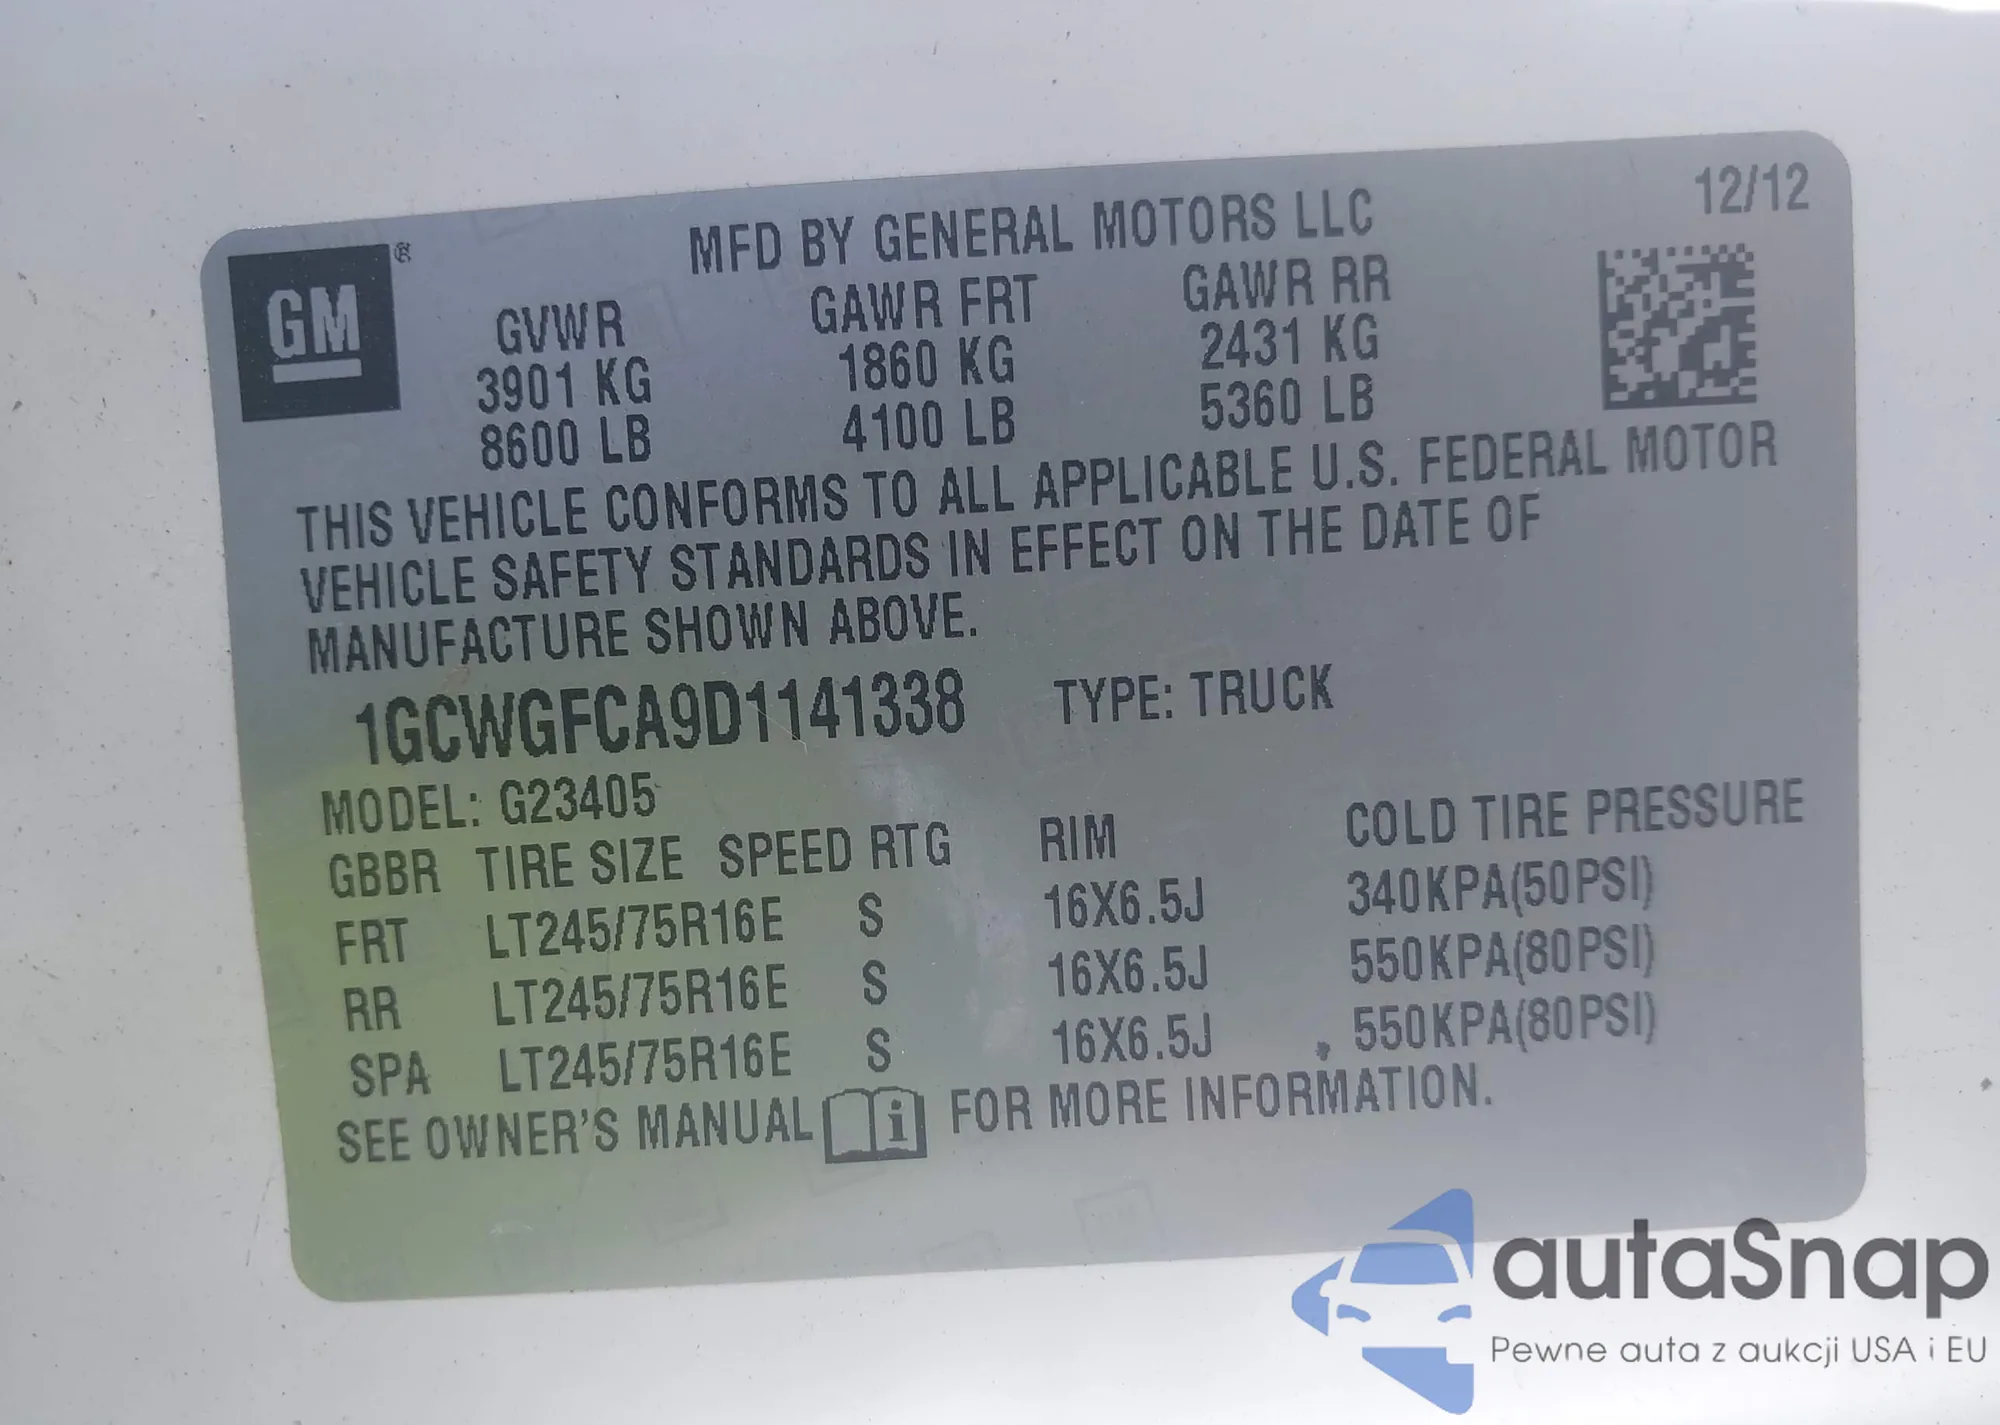 12/12
GM®
MFD BY GENERAL MOTORS LLC
GVWR GAWR FRT GAWR RR
3901 KG 1860 KG 2431 KG
8600 LB 4100 LB 5360 LB
THIS VEHICLE CONFORMS TO ALL APPLICABLE U.S. FEDERAL MOTOR
VEHICLE SAFETY STANDARDS IN EFFECT ON THE DATE OF
MANUFACTURE SHOWN ABOVE.
1GCWGFCA9D1141338 TYPE: TRUCK
MODEL: G23405
GBBR TIRE SIZE SPEED RTG RIM COLD TIRE PRESSURE
FRT LT245/75R16E S 16X6.5J 340KPA(50PSI)
RR LT245/75R16E S 16X6.5J 550KPA(80PSI)
SPA LT245/75R16E S 16X6.5J 550KPA(80PSI)
SEE OWNER'S MANUAL i FOR MORE INFORMATION.
autaSnap
Pewne auta z aukcji USA i EU